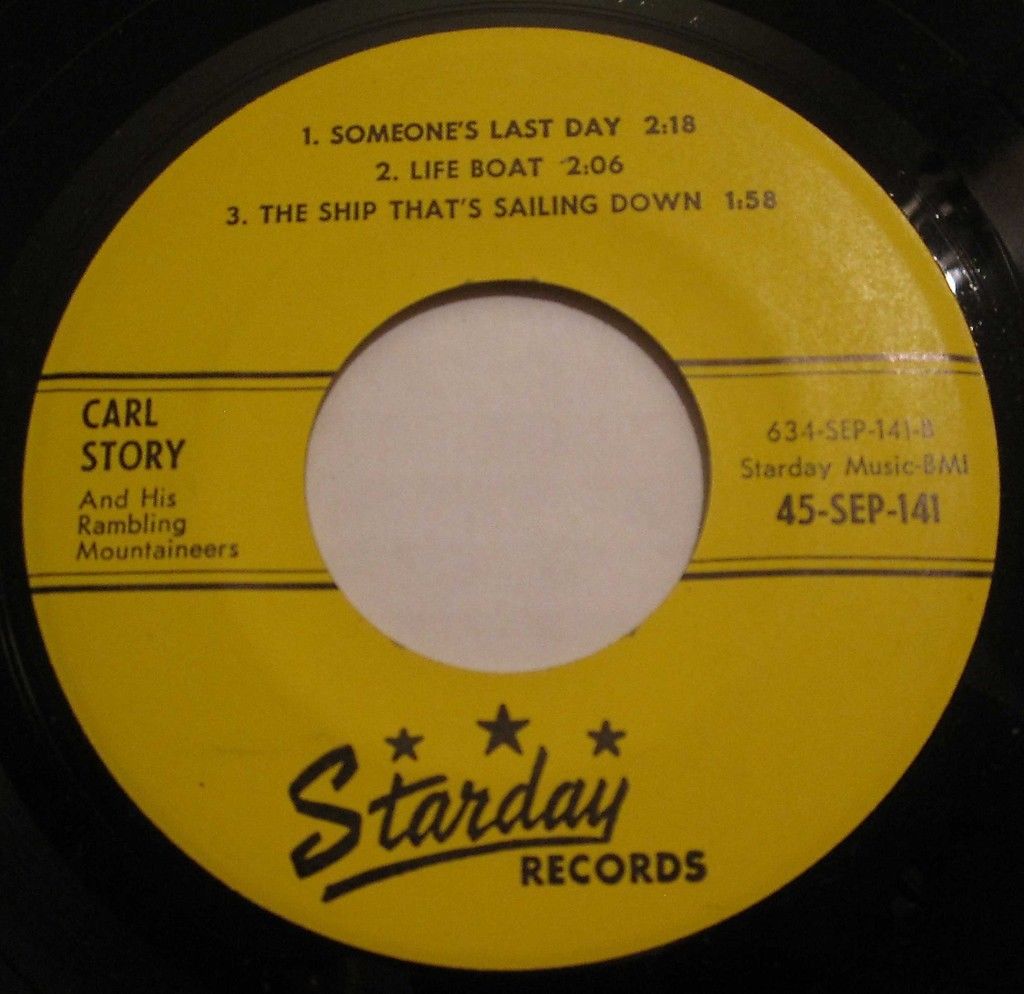 1. SOMEONE'S LAST DAY 2:18
2. LIFE BOAT 2:06
3. THE SHIP THAT'S SAILING DOWN 1:58
CARL
STORY
And His
Rambling
Mountaineers
634-SEP-141-B
Starday Music-BMI
45-SEP-141
Starday
RECORDS